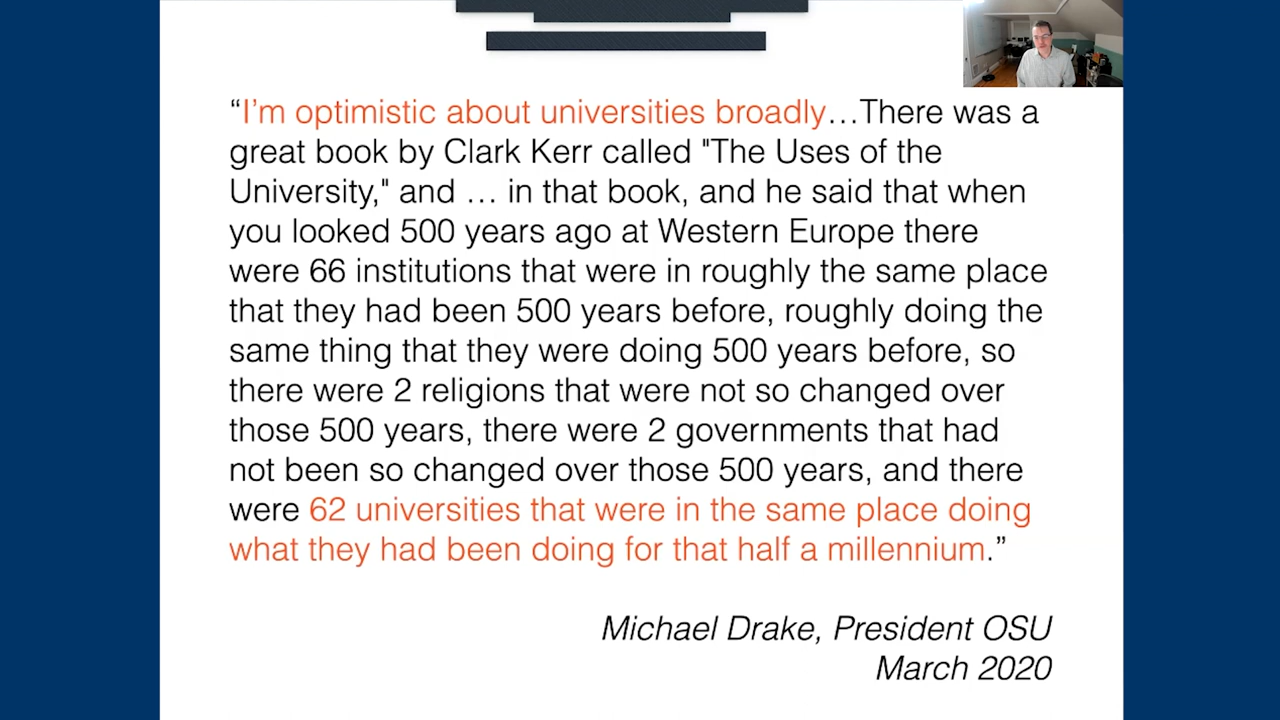 “I’m optimistic about universities broadly…There was a
great book by Clark Kerr called "The Uses of the
University," and … in that book, and he said that when
you looked 500 years ago at Western Europe there
were 66 institutions that were in roughly the same place
that they had been 500 years before, roughly doing the
same thing that they were doing 500 years before, so
there were 2 religions that were not so changed over
those 500 years, there were 2 governments that had
not been so changed over those 500 years, and there
were 62 universities that were in the same place doing
what they had been doing for that half a millennium.”
Michael Drake, President OSU
March 2020